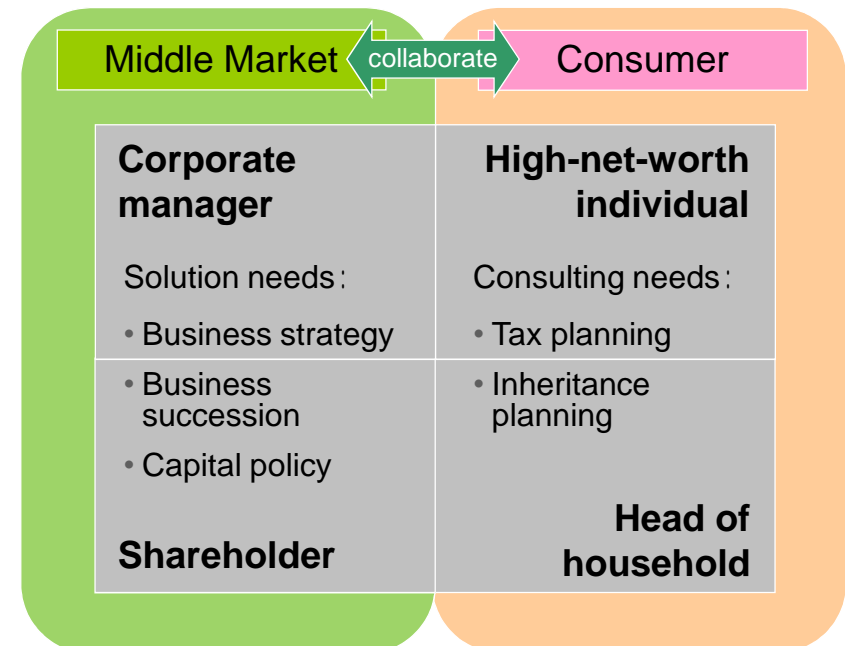 Middle Market
collaborate
Consumer
Corporate
manager
Solution needs:
• Business strategy
• Business
succession
• Capital policy
Shareholder
High-net-worth
individual
Consulting needs:
• Tax planning
• Inheritance
planning
Head of
household